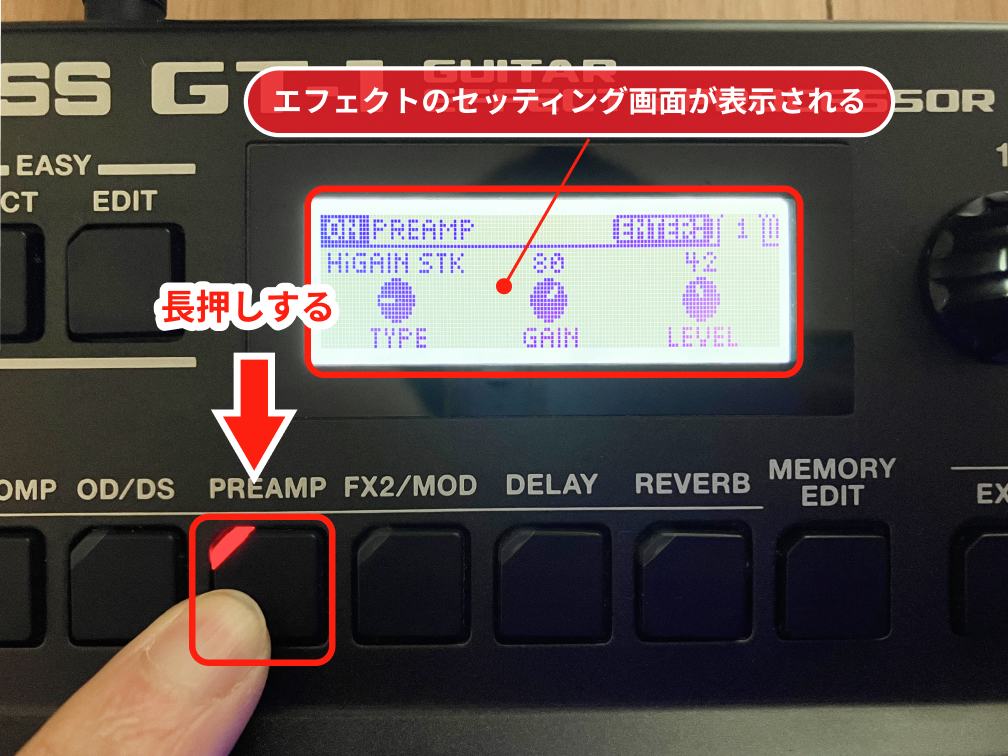 SS GT-1 GUITAR
SSOR
エフェクトのセッティング画面が表示される
EASY
CT EDIT
1
ON PREAMP ENTER 1
HiGAIN STK 80 42
TYPE GAIN LEVEL
長押しする
OMP OD/DS PREAMP FX2/MOD DELAY REVERB MEMORY
EDIT
EX